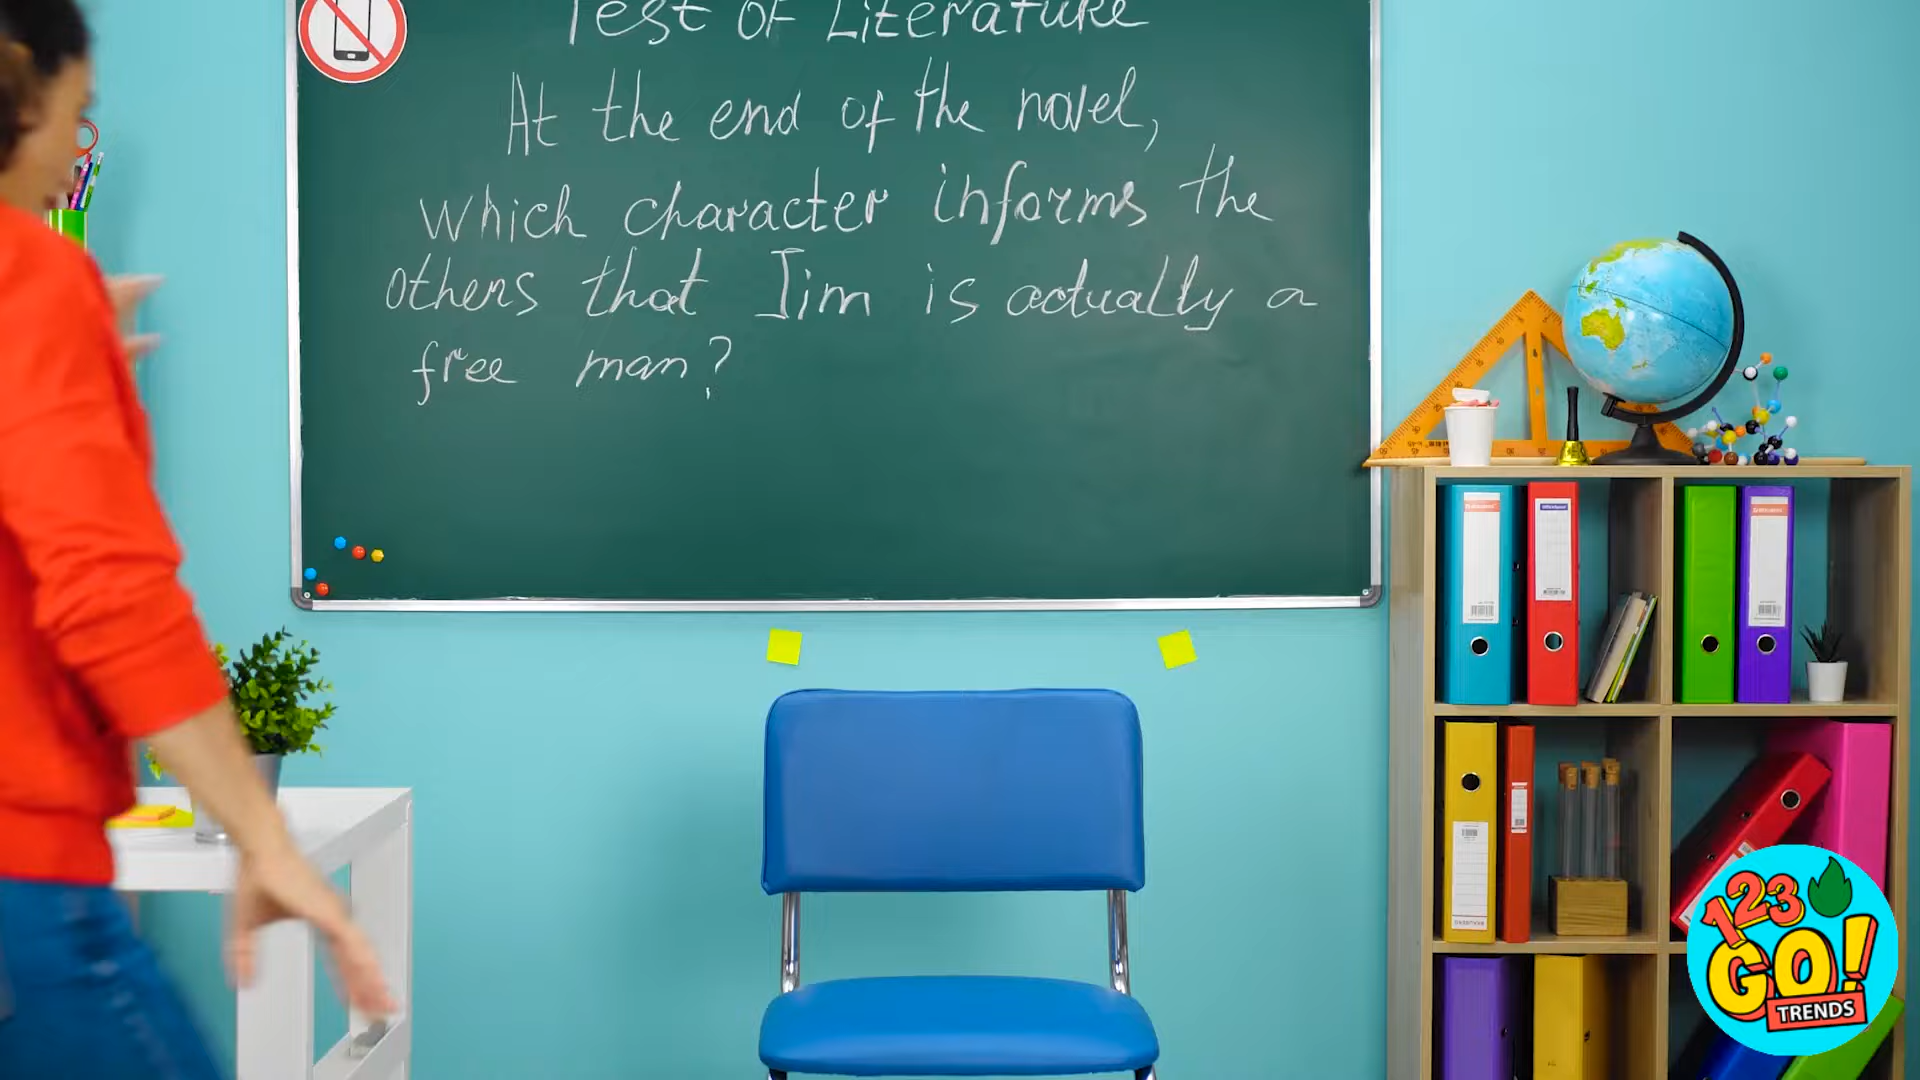 Test of Literature
At the end of the novel,
which character informs the
others that Jim is actually a
free man?
123
GO!
TRENDS